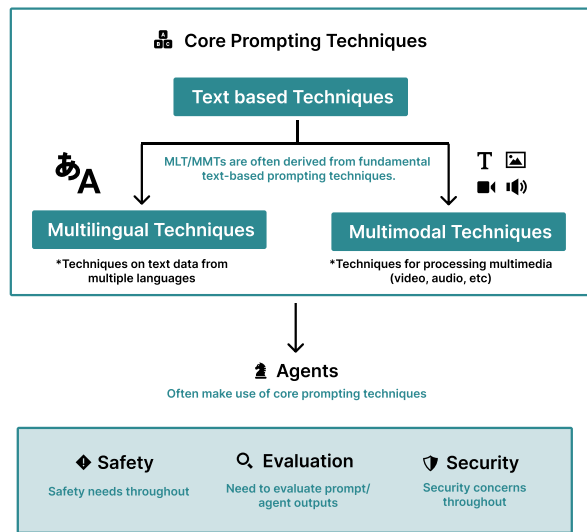 Core Prompting Techniques
Text based Techniques
MLT/MMTs are often derived from fundamental
text-based prompting techniques.
あA
T
Multilingual Techniques
Multimodal Techniques
*Techniques on text data from
multiple languages
*Techniques for processing multimedia
(video, audio, etc)
Agents
Often make use of core prompting techniques
Safety
Safety needs throughout
Evaluation
Need to evaluate prompt/
agent outputs
Security
Security concerns
throughout